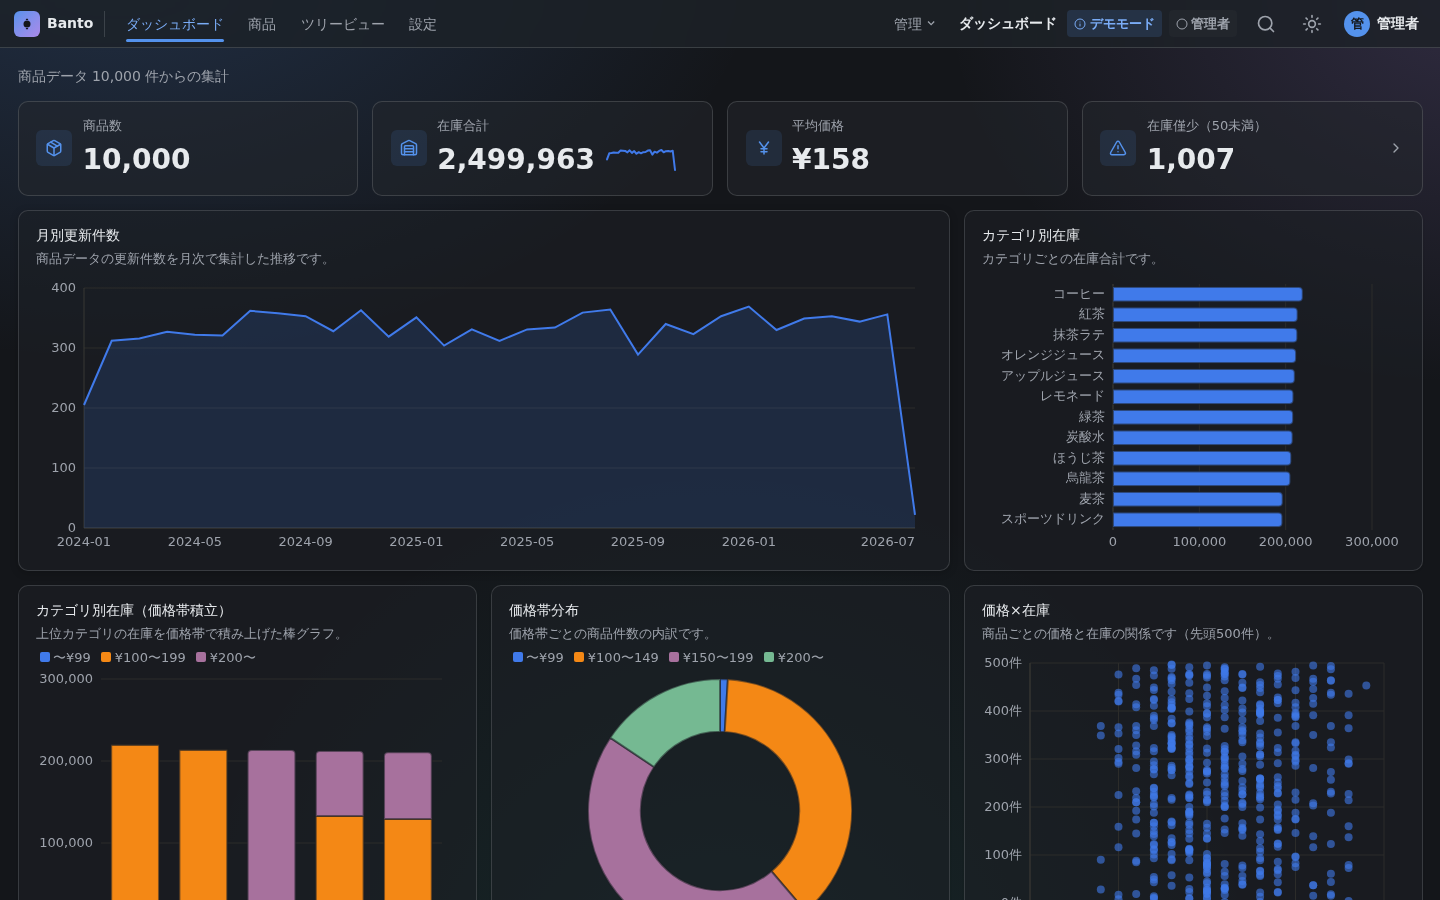 Banto
ダッシュボード
商品
ツリービュー
設定
管理
ダッシュボード
デモモード
管理者
管
管理者
商品データ 10,000 件からの集計
商品数
10,000
在庫合計
2,499,963
平均価格
¥158
在庫僅少（50未満）
1,007
月別更新件数
商品データの更新件数を月次で集計した推移です。
400
300
200
100
0
2024-01
2024-05
2024-09
2025-01
2025-05
2025-09
2026-01
2026-07
カテゴリ別在庫
カテゴリごとの在庫合計です。
コーヒー
紅茶
抹茶ラテ
オレンジジュース
アップルジュース
レモネード
緑茶
炭酸水
ほうじ茶
烏龍茶
麦茶
スポーツドリンク
0
100,000
200,000
300,000
カテゴリ別在庫（価格帯積立）
上位カテゴリの在庫を価格帯で積み上げた棒グラフ。
〜¥99
¥100〜199
¥200〜
300,000
200,000
100,000
価格帯分布
価格帯ごとの商品件数の内訳です。
〜¥99
¥100〜149
¥150〜199
¥200〜
価格×在庫
商品ごとの価格と在庫の関係です（先頭500件）。
500件
400件
300件
200件
100件
0件